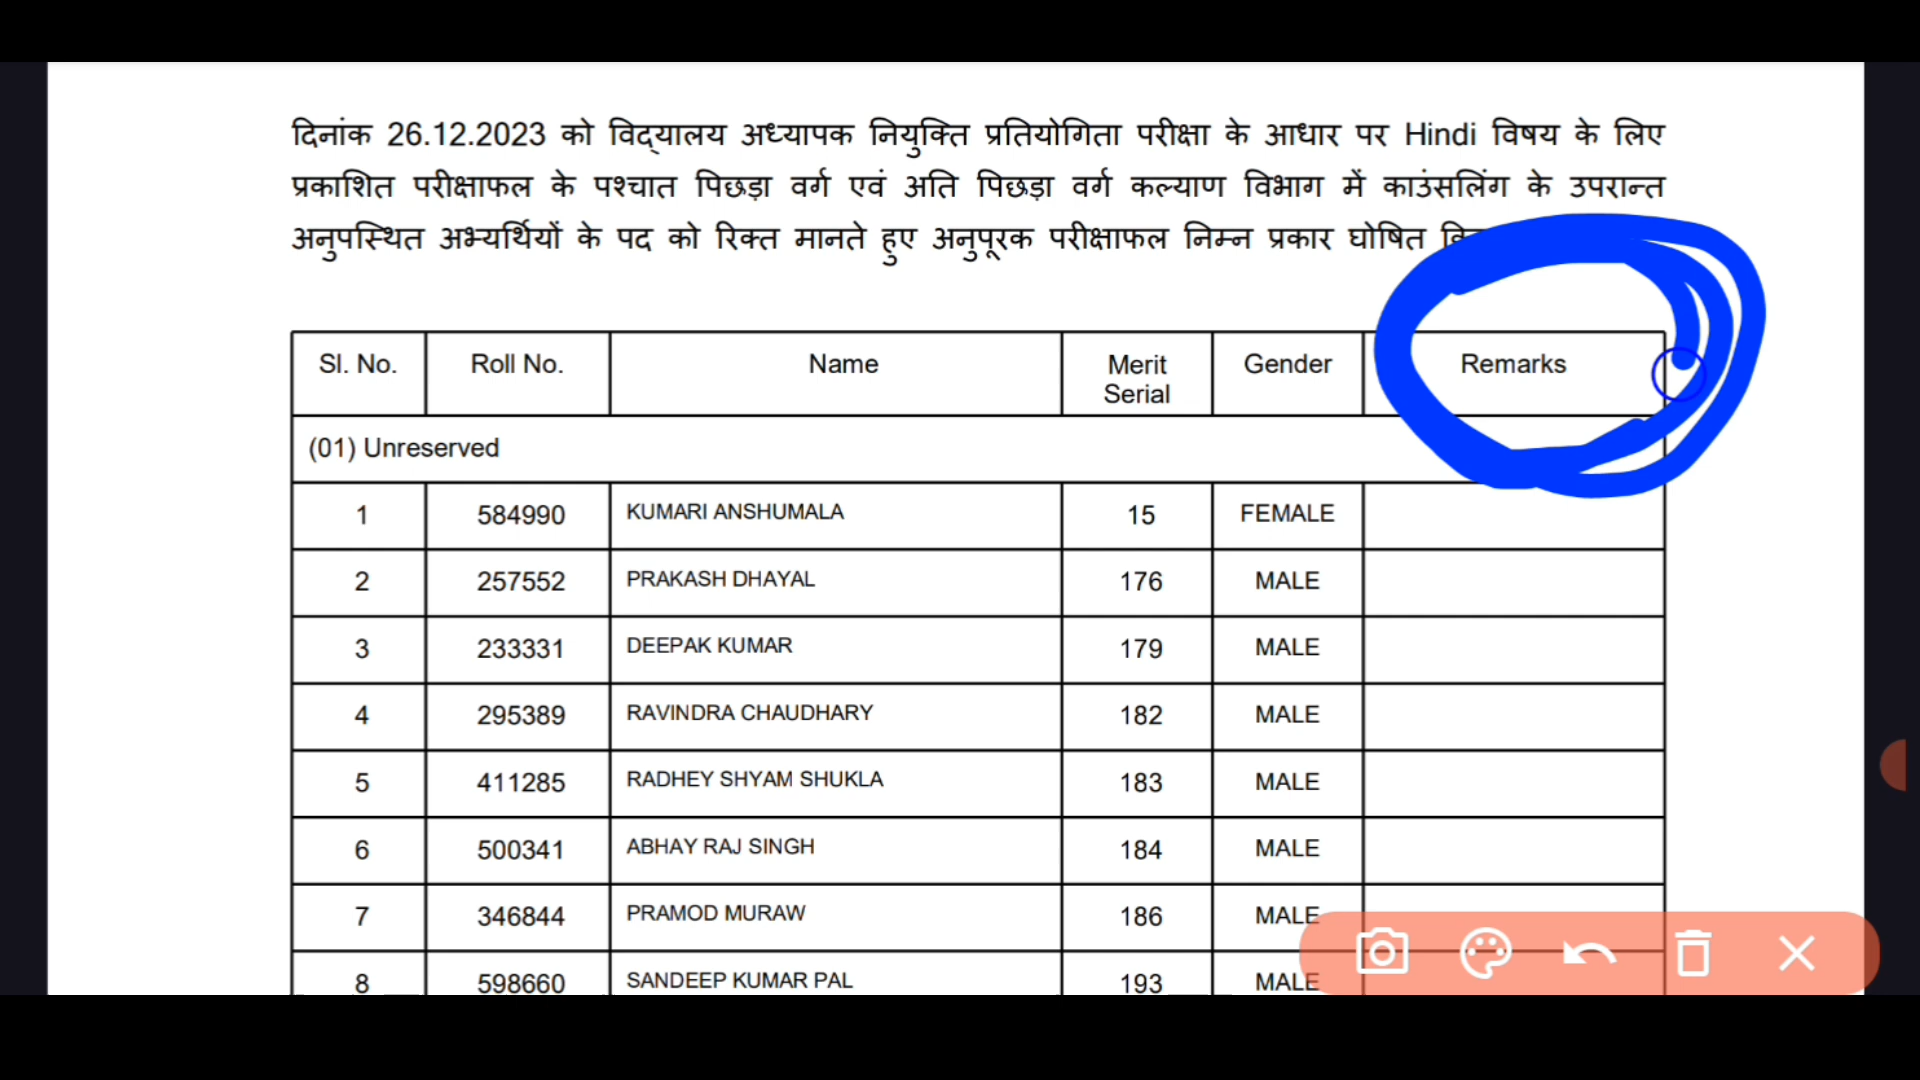 दिनांक 26.12.2023 को विद्यालय अध्यापक नियुक्ति प्रतियोगिता परीक्षा के आधार पर Hindi विषय के लिए
प्रकाशित परीक्षाफल के पश्चात पिछड़ा वर्ग एवं अति पिछड़ा वर्ग कल्याण विभाग में काउंसलिंग के उपरान्त
अनुपस्थित अभ्यर्थियों के पद को रिक्त मानते हुए अनुपूरक परीक्षाफल निम्न प्रकार घोषित
Sl. No. Roll No. Name Merit Serial Gender Remarks
(01) Unreserved
1 584990 KUMARI ANSHUMALA 15 FEMALE
2 257552 PRAKASH DHAYAL 176 MALE
3 233331 DEEPAK KUMAR 179 MALE
4 295389 RAVINDRA CHAUDHARY 182 MALE
5 411285 RADHEY SHYAM SHUKLA 183 MALE
6 500341 ABHAY RAJ SINGH 184 MALE
7 346844 PRAMOD MURAW 186 MALE
8 598660 SANDEEP KUMAR PAL 193 MALE